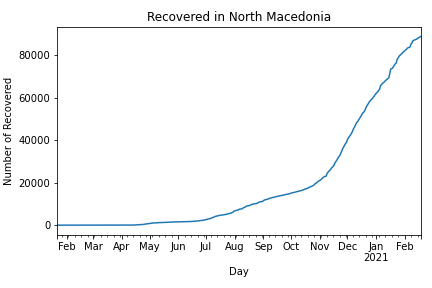 Recovered in North Macedonia
Number of Recovered
80000
60000
40000
20000
0
Feb Mar Apr May Jun Jul Aug Sep Oct Nov Dec Jan Feb
2021
Day